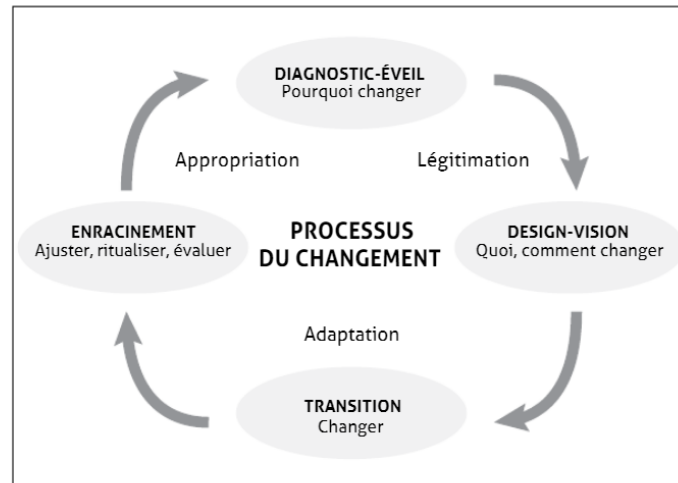 DIAGNOSTIC-ÉVEIL
Pourquoi changer
Appropriation
Légitimation
ENRACINEMENT
Ajuster, ritualiser, évaluer
PROCESSUS
DU CHANGEMENT
DESIGN-VISION
Quoi, comment changer
Adaptation
TRANSITION
Changer